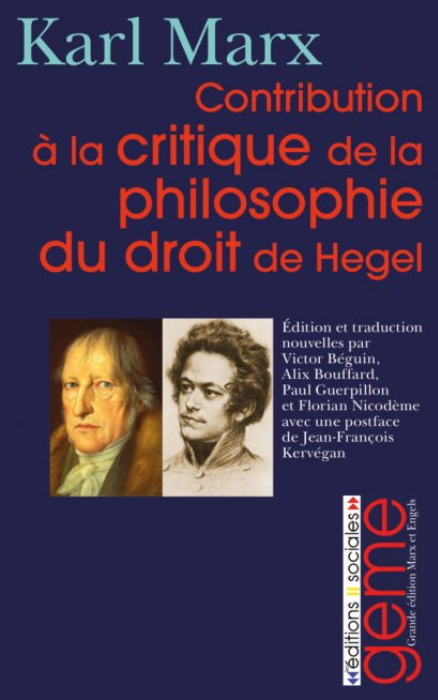 Karl Marx
Contribution
à la critique de la
philosophie
du droit de Hegel
Édition et traduction
nouvelles par
Victor Béguin,
Alix Bouffard,
Paul Guerpillon
et Florian Nicodème
avec une postface
de Jean-François
Kervégan
éditions sociales
geme
Grande édition Marx et Engels